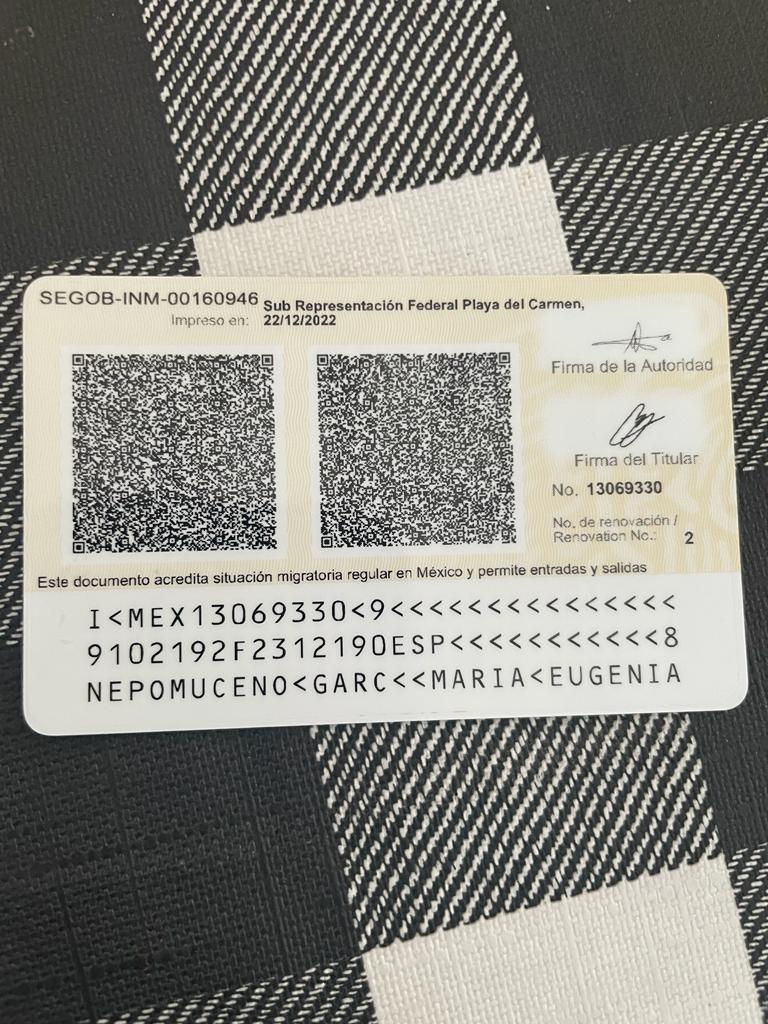 SEGOB-INM-00160946
Sub Representación Federal Playa del Carmen,
Impreso en: 22/12/2022
Firma de la Autoridad
Firma del Titular
No. 13069330
No. de renovación /
Renovation No.: 2
Este documento acredita situación migratoria regular en México y permite entradas y salidas
I<MEX13069330<9<<<<<<<<<<<<<<<
9102192F2312190ESP<<<<<<<<<<<8
NEPOMUCENO<GARC<<MARIA<EUGENIA